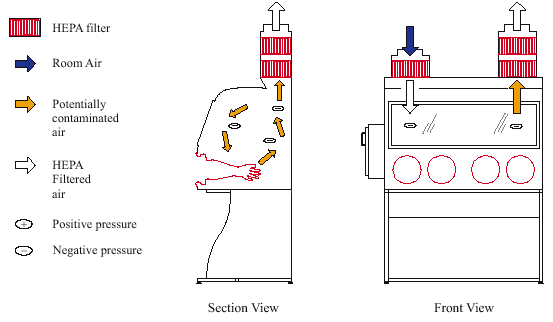 HEPA filter
Room Air
Potentially
contaminated
air
HEPA
Filtered
air
Positive pressure
Negative pressure
Section View
Front View